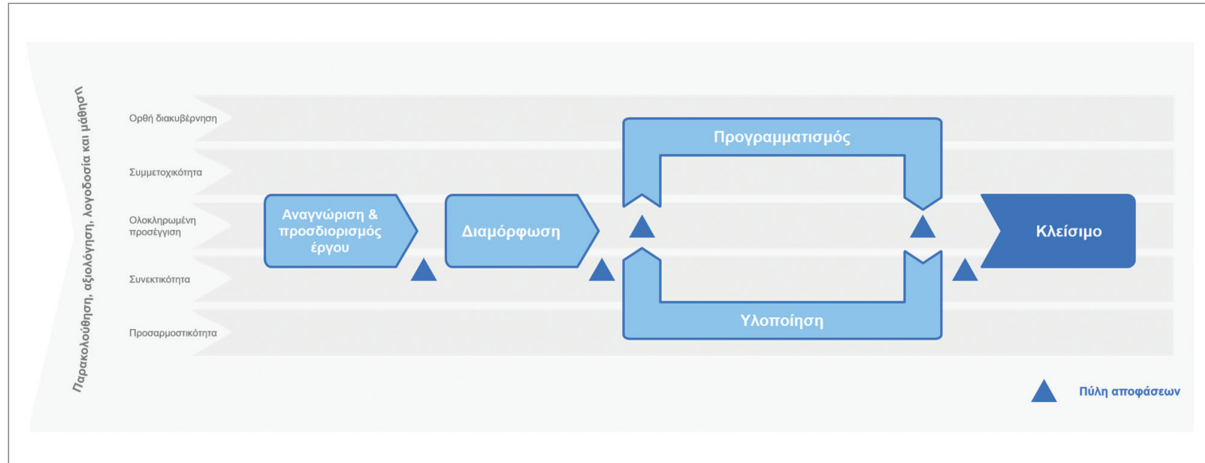 Παρακολούθηση, αξιολόγηση, λογοδοσία και μάθηση
Ορθή διακυβέρνηση
Συμμετοχικότητα
Ολοκληρωμένη
προσέγγιση
Συνεκτικότητα
Προσαρμοστικότητα
Αναγνώριση &
προσδιορισμός
έργου
Διαμόρφωση
Προγραμματισμός
Υλοποίηση
Κλείσιμο
Πύλη αποφάσεων